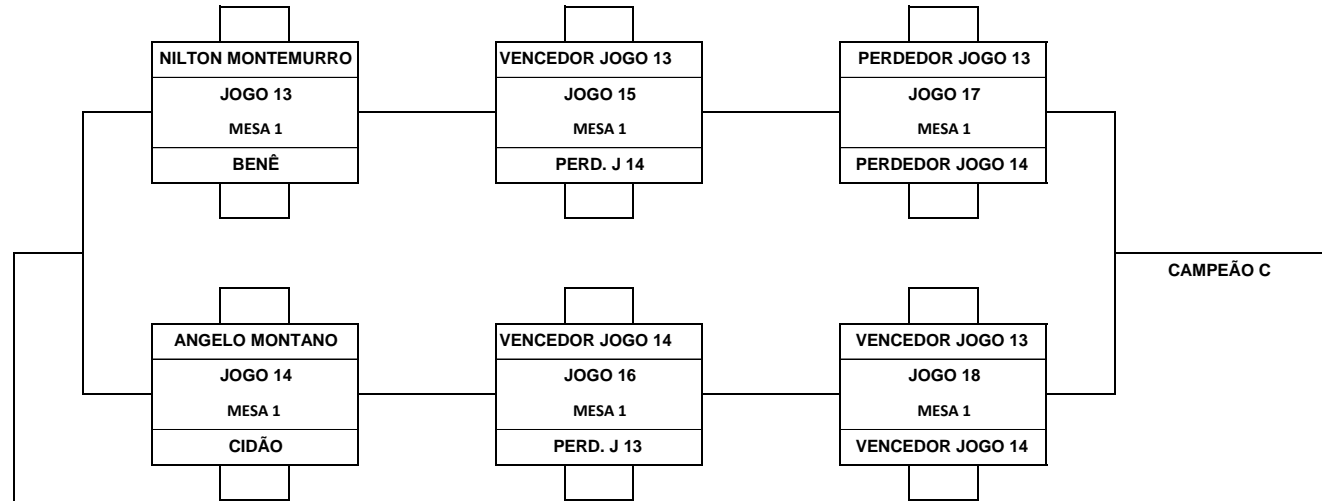 NILTON MONTEMURRO
JOGO 13
MESA 1
BENÊ
VENCEDOR JOGO 13
JOGO 15
MESA 1
PERD. J 14
PERDEDOR JOGO 13
JOGO 17
MESA 1
PERDEDOR JOGO 14
CAMPEÃO C
ANGELO MONTANO
JOGO 14
MESA 1
CIDÃO
VENCEDOR JOGO 14
JOGO 16
MESA 1
PERD. J 13
VENCEDOR JOGO 13
JOGO 18
MESA 1
VENCEDOR JOGO 14